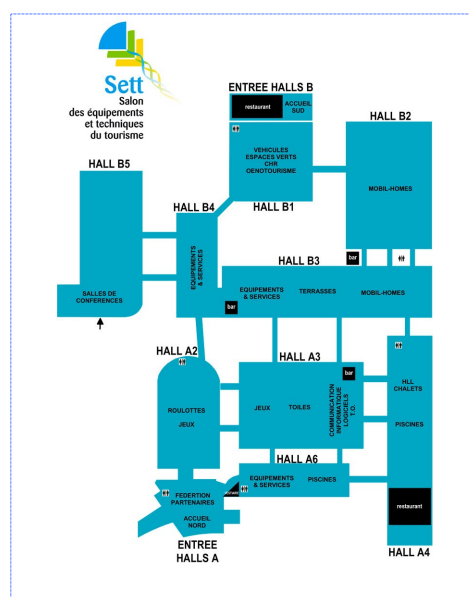 Sett
Salon
des équipements
et techniques
du tourisme
ENTREE HALLS B
restaurant
ACCUEIL
SUD
HALL B2
VEHICULES
ESPACES VERTS
CHR
OENOTOURISME
HALL B5
MOBIL-HOMES
HALL B4
HALL B1
EQUIPEMENTS
& SERVICES
bar
HALL B3
SALLES DE
CONFERENCES
EQUIPEMENTS
& SERVICES
TERRASSES
MOBIL-HOMES
bar
HALL A2
HALL A3
bar
HLL
CHALETS
ROULOTTES
JEUX
JEUX
TOILES
COMMUNICATION
INFORMATIQUE
LOGICIELS
T.O.
PISCINES
HALL A6
EQUIPEMENTS
& SERVICES
PISCINES
FEDERTION
PARTENAIRES
ACCUEIL
NORD
restaurant
ENTREE
HALLS A
HALL A4